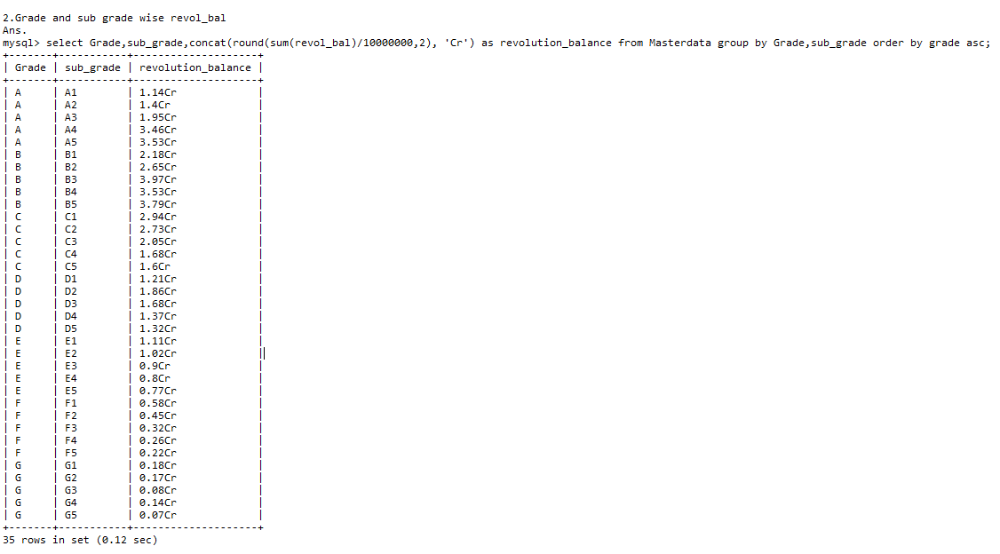 2.Grade and sub grade wise revol_bal
Ans.
mysql> select Grade,sub_grade,concat(round(sum(revol_bal)/10000000,2), 'Cr') as revolution_balance from Masterdata group by Grade,sub_grade order by grade asc;
+-------+-----------+--------------------+
| Grade | sub_grade | revolution_balance |
+-------+-----------+--------------------+
| A     | A1        | 1.14Cr             |
| A     | A2        | 1.4Cr              |
| A     | A3        | 1.95Cr             |
| A     | A4        | 3.46Cr             |
| A     | A5        | 3.53Cr             |
| B     | B1        | 2.18Cr             |
| B     | B2        | 2.65Cr             |
| B     | B3        | 3.97Cr             |
| B     | B4        | 3.53Cr             |
| B     | B5        | 3.79Cr             |
| C     | C1        | 2.94Cr             |
| C     | C2        | 2.73Cr             |
| C     | C3        | 2.05Cr             |
| C     | C4        | 1.68Cr             |
| C     | C5        | 1.6Cr              |
| D     | D1        | 1.21Cr             |
| D     | D2        | 1.86Cr             |
| D     | D3        | 1.68Cr             |
| D     | D4        | 1.37Cr             |
| D     | D5        | 1.32Cr             |
| E     | E1        | 1.11Cr             |
| E     | E2        | 1.02Cr             |
| E     | E3        | 0.9Cr              |
| E     | E4        | 0.8Cr              |
| E     | E5        | 0.77Cr             |
| F     | F1        | 0.58Cr             |
| F     | F2        | 0.45Cr             |
| F     | F3        | 0.32Cr             |
| F     | F4        | 0.26Cr             |
| F     | F5        | 0.22Cr             |
| G     | G1        | 0.18Cr             |
| G     | G2        | 0.17Cr             |
| G     | G3        | 0.08Cr             |
| G     | G4        | 0.14Cr             |
| G     | G5        | 0.07Cr             |
+-------+-----------+--------------------+
35 rows in set (0.12 sec)